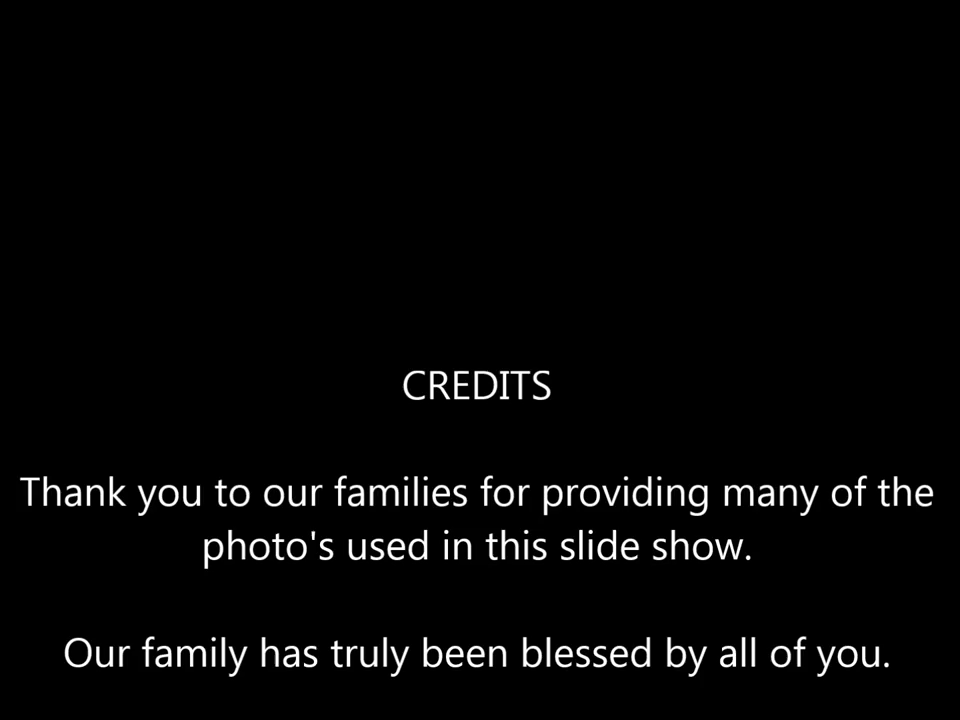 CREDITS
Thank you to our families for providing many of the
photo's used in this slide show.
Our family has truly been blessed by all of you.